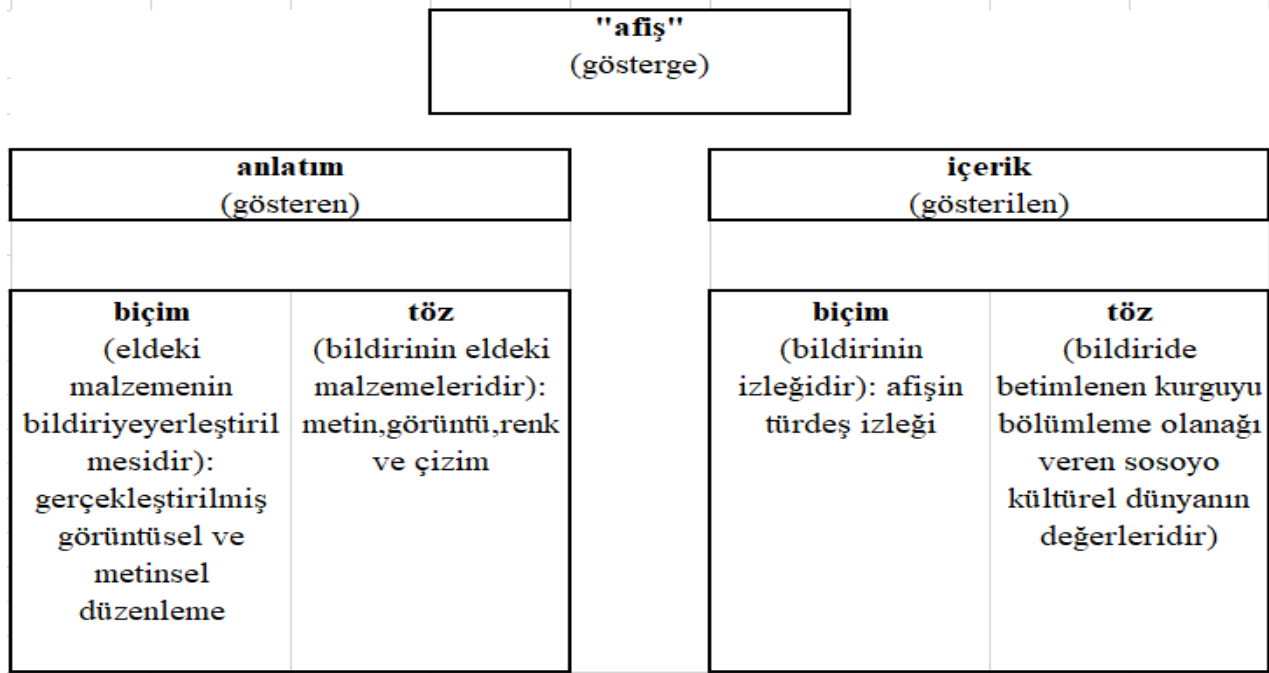 "afiş"
(gösterge)
anlatım
(gösteren)
içerik
(gösterilen)
biçim
(eldeki
malzemenin
bildiriyeyerleştiril
mesidir):
gerçekleştirilmiş
görüntüsel ve
metinsel
düzenleme
töz
(bildirinin eldeki
malzemeleridir):
metin,görüntü,renk
ve çizim
biçim
(bildirinin
izleğidir): afişin
türdeş izleği
töz
(bildiride
betimlenen kurguyu
bölümleme olanağı
veren sosoyo
kültürel dünyanın
değerleridir)